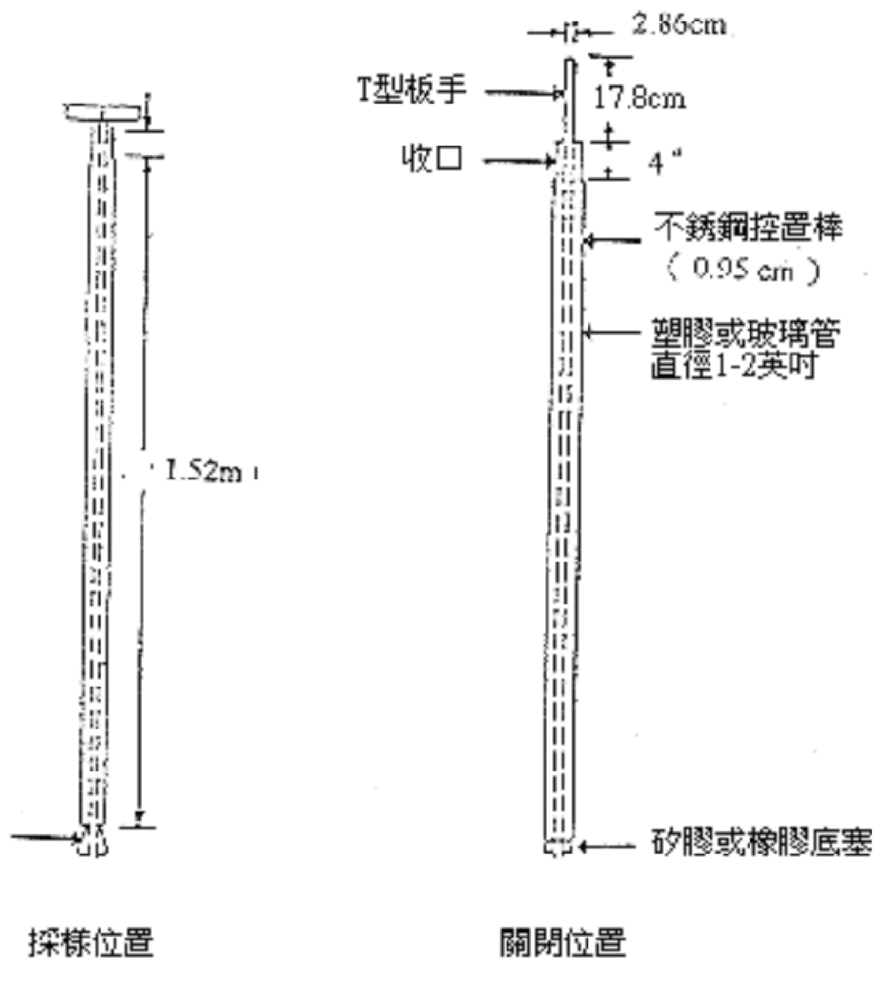 2.86cm
T型板手
17.8cm
收口
4"
不銹鋼控置棒
( 0.95 cm )
塑膠或玻璃管
直徑1-2英吋
1.52m
矽膠或橡膠底塞
採樣位置
關閉位置